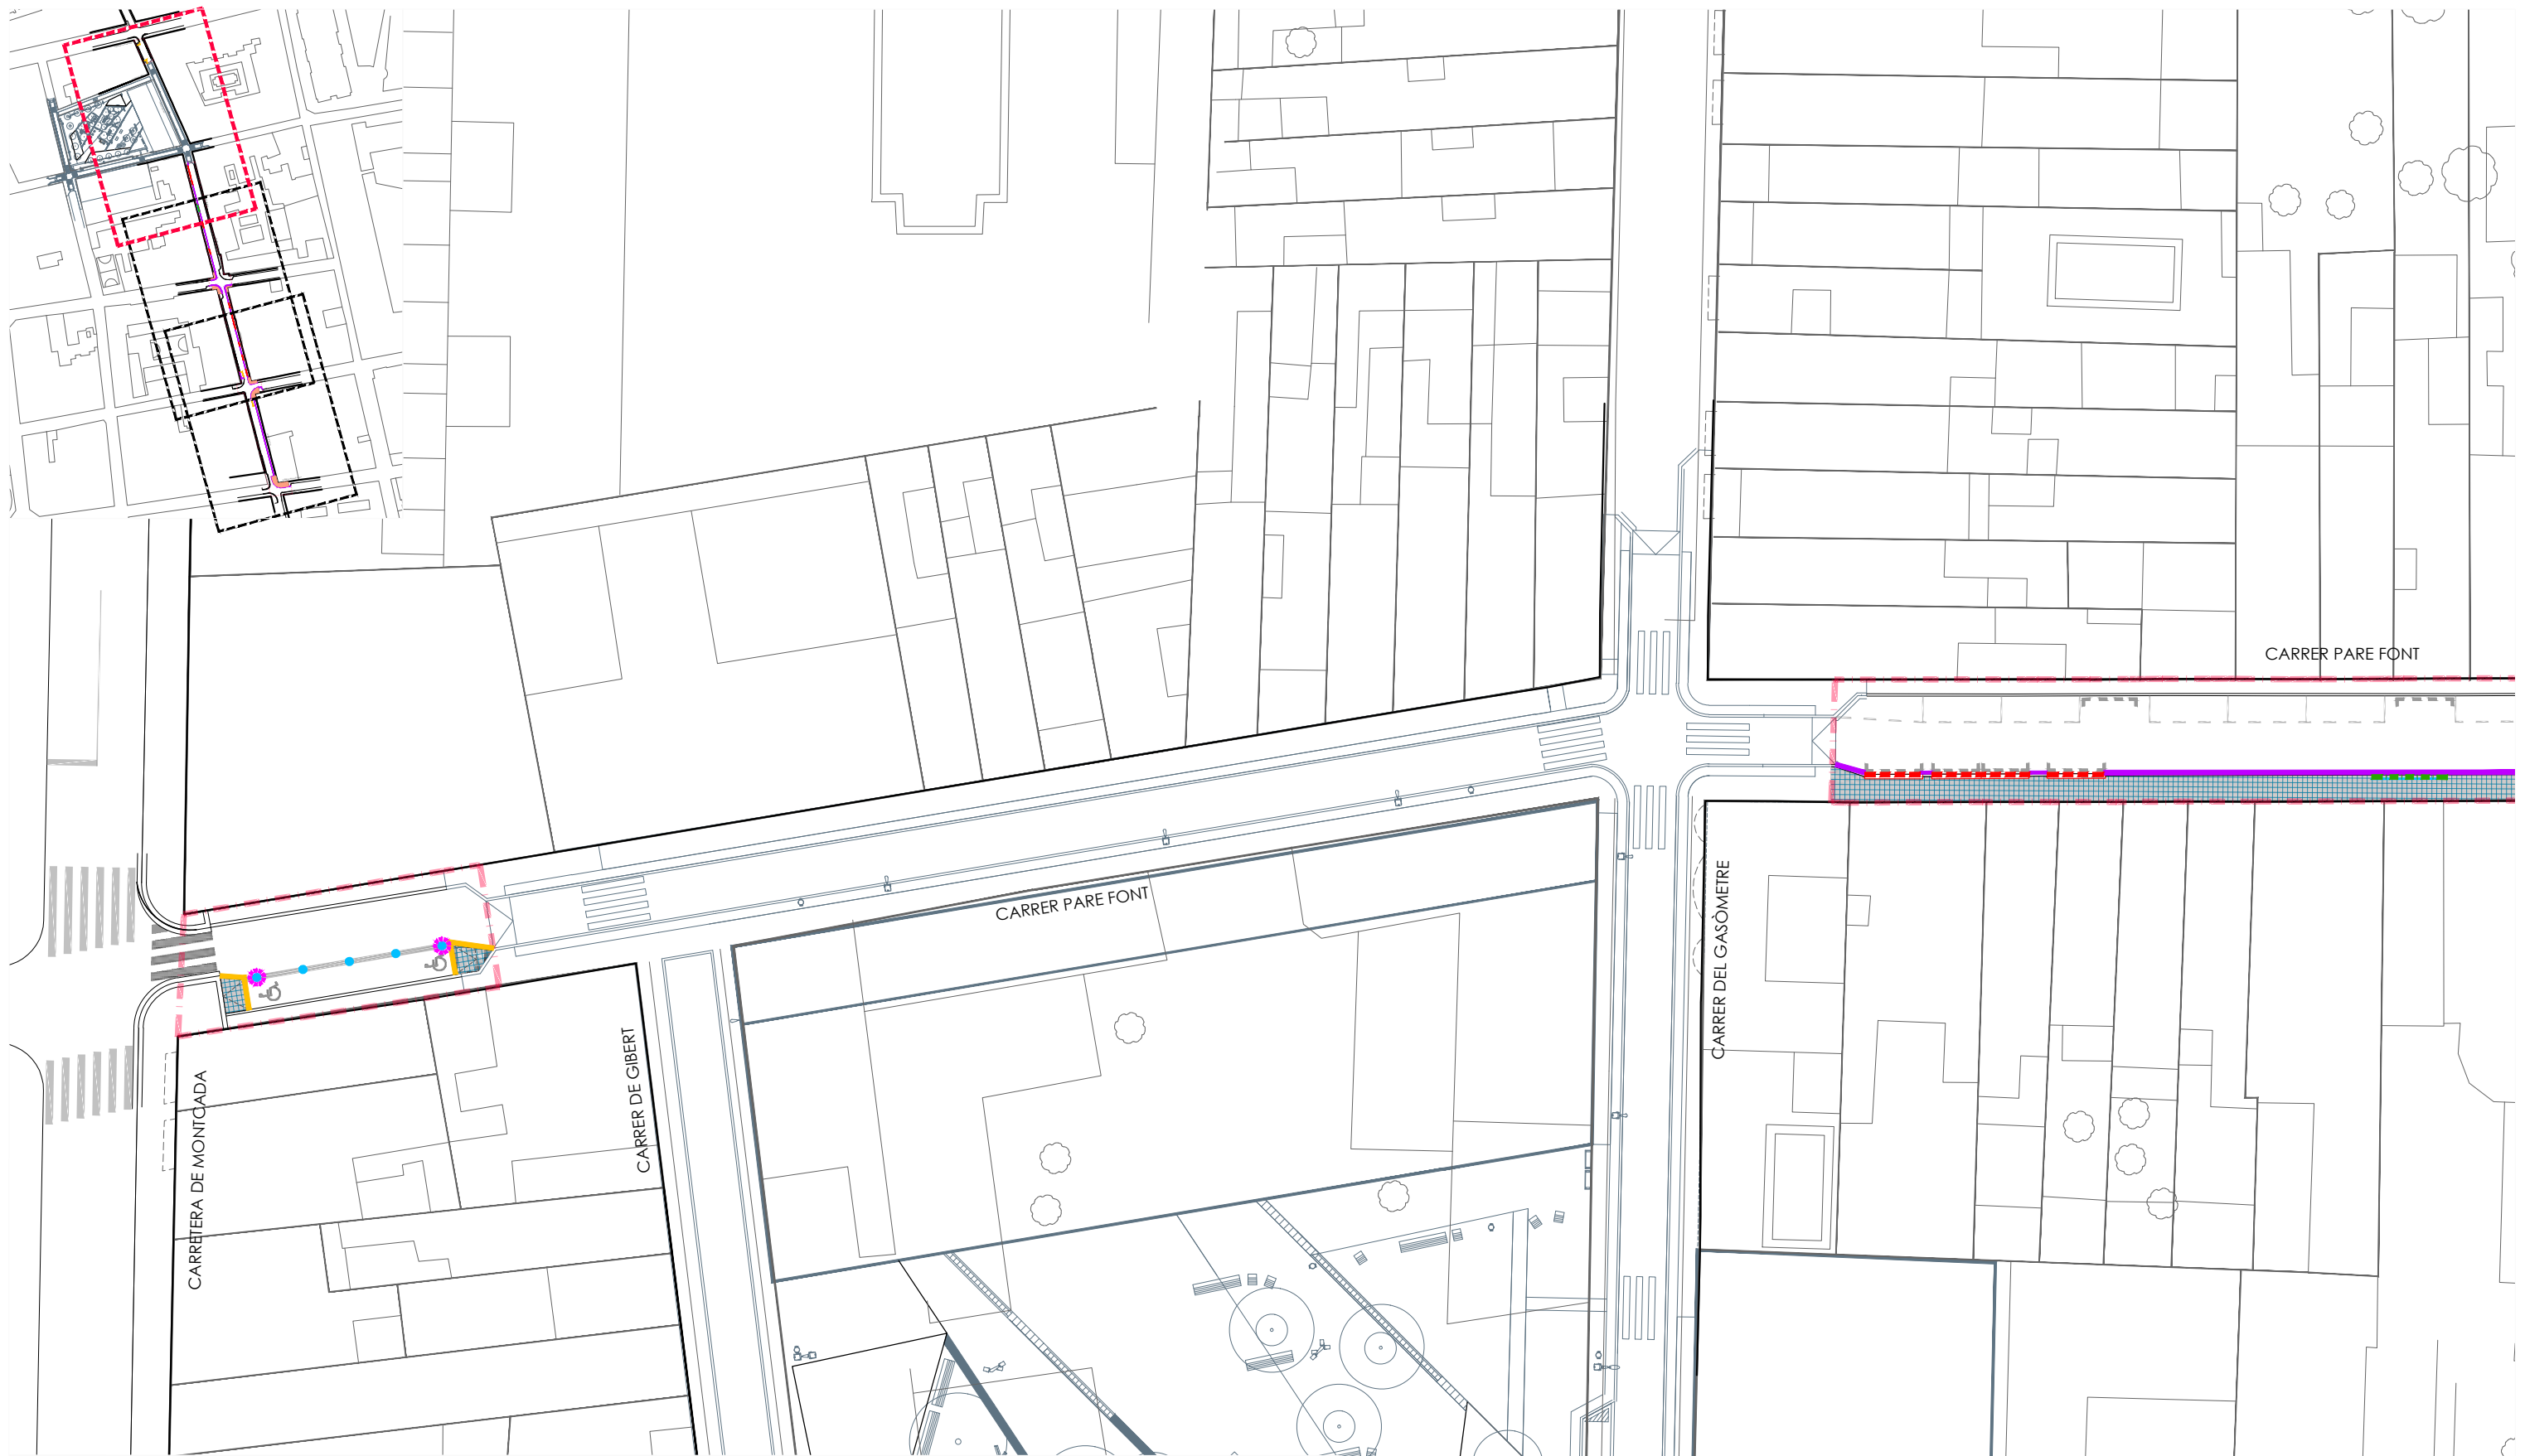 CARRER PARE FONT
CARRER PARE FONT
CARRER DEL GASÒMETRE
CARRER DE GIBERT
CARRETERA DE MONTCADA